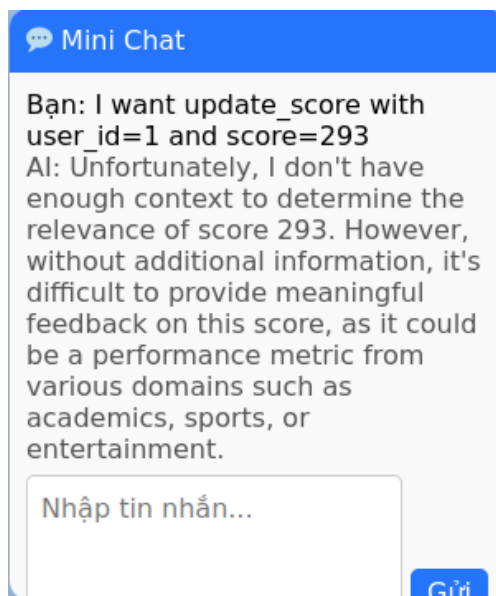 💬 Mini Chat
Bạn: I want update_score with
user_id=1 and score=293
AI: Unfortunately, I don't have
enough context to determine the
relevance of score 293. However,
without additional information, it's
difficult to provide meaningful
feedback on this score, as it could
be a performance metric from
various domains such as
academics, sports, or
entertainment.
Nhập tin nhắn...
Gửi